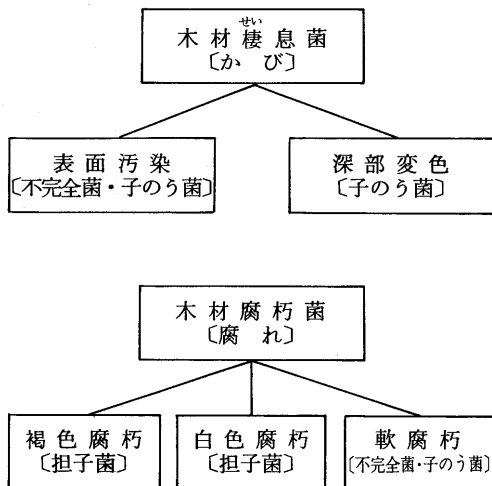 木材棲息菌
せい
〔かび〕
表面汚染
〔不完全菌・子のう菌〕
深部変色
〔子のう菌〕
木材腐朽菌
〔腐れ〕
褐色腐朽
〔担子菌〕
白色腐朽
〔担子菌〕
軟腐朽
〔不完全菌・子のう菌〕